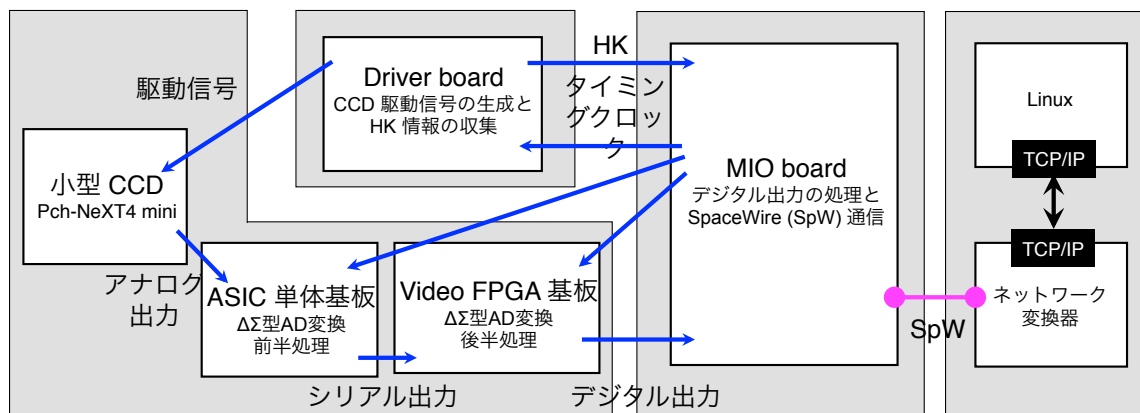 駆動信号
小型 CCD
Pch-NeXT4 mini
アナログ
出力
Driver board
CCD 駆動信号の生成と
HK 情報の収集
HK
タイミン
グクロッ
ク
ASIC 単体基板
ΔΣ型AD変換
前半処理
シリアル出力
Video FPGA 基板
ΔΣ型AD変換
後半処理
デジタル出力
MIO board
デジタル出力の処理と
SpaceWire (SpW) 通信
SpW
Linux
TCP/IP
TCP/IP
ネットワーク
変換器